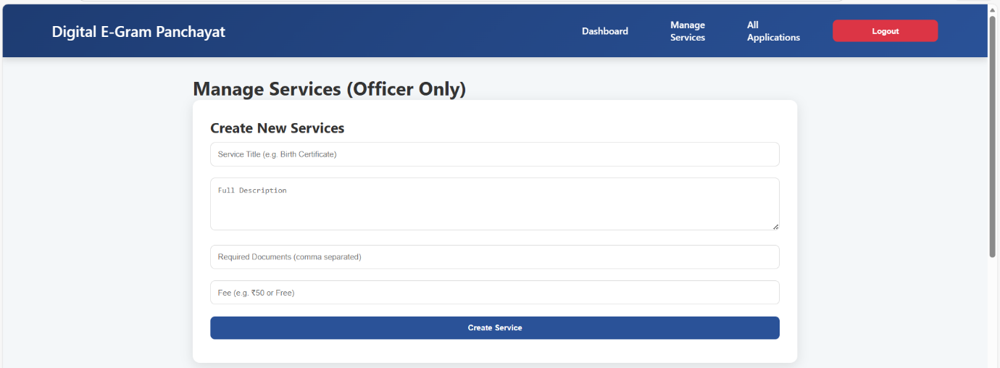 Digital E-Gram Panchayat
Dashboard
Manage
Services
All
Applications
Logout
Manage Services (Officer Only)
Create New Services
Service Title (e.g. Birth Certificate)
Full Description
Required Documents (comma separated)
Fee (e.g. ₹50 or Free)
Create Service